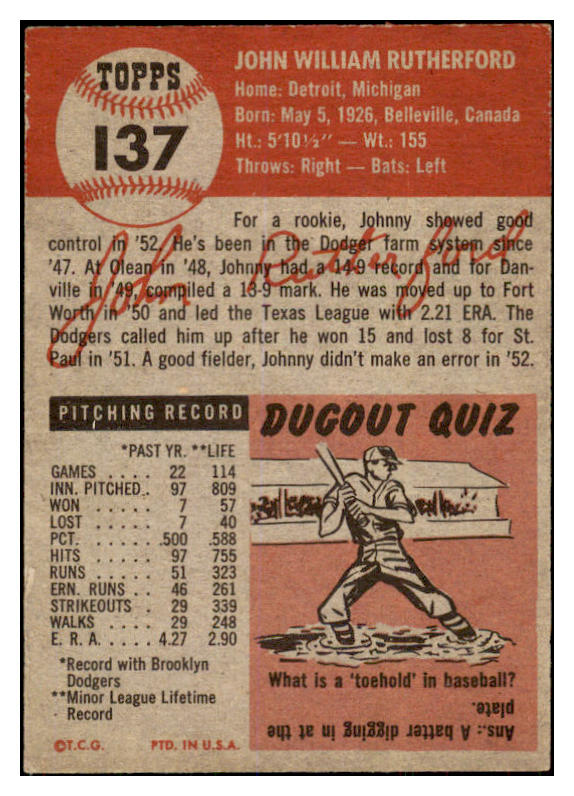 TOPPS
137
JOHN WILLIAM RUTHERFORD
Home: Detroit, Michigan
Born: May 5, 1926, Belleville, Canada
Ht.: 5'10½" — Wt.: 155
Throws: Right — Bats: Left
For a rookie, Johnny showed good
control in '52. He's been in the Dodger farm system since
'47. At Olean in '48, Johnny had a 14-9 record and for Dan-
ville in '49, compiled a 13-9 mark. He was moved up to Fort
Worth in '50 and led the Texas League with 2.21 ERA. The
Dodgers called him up after he won 15 and lost 8 for St.
Paul in '51. A good fielder, Johnny didn't make an error in '52.
John Rutherford
PITCHING RECORD
*PAST YR. **LIFE
GAMES . . . . 22 114
INN. PITCHED. . 97 809
WON . . . . . 7 57
LOST . . . . . 7 40
PCT. . . . . . .500 .588
HITS . . . . . 97 755
RUNS . . . . . 51 323
ERN. RUNS . . 46 261
STRIKEOUTS . . 29 339
WALKS . . . . 29 248
E. R. A. . . . . 4.27 2.90
*Record with Brooklyn
Dodgers
**Minor League Lifetime
Record
©T.C.G. PTD. IN U.S.A.
DUGOUT QUIZ
What is a 'toehold' in baseball?
Ans.: A batter digging in at the
plate.